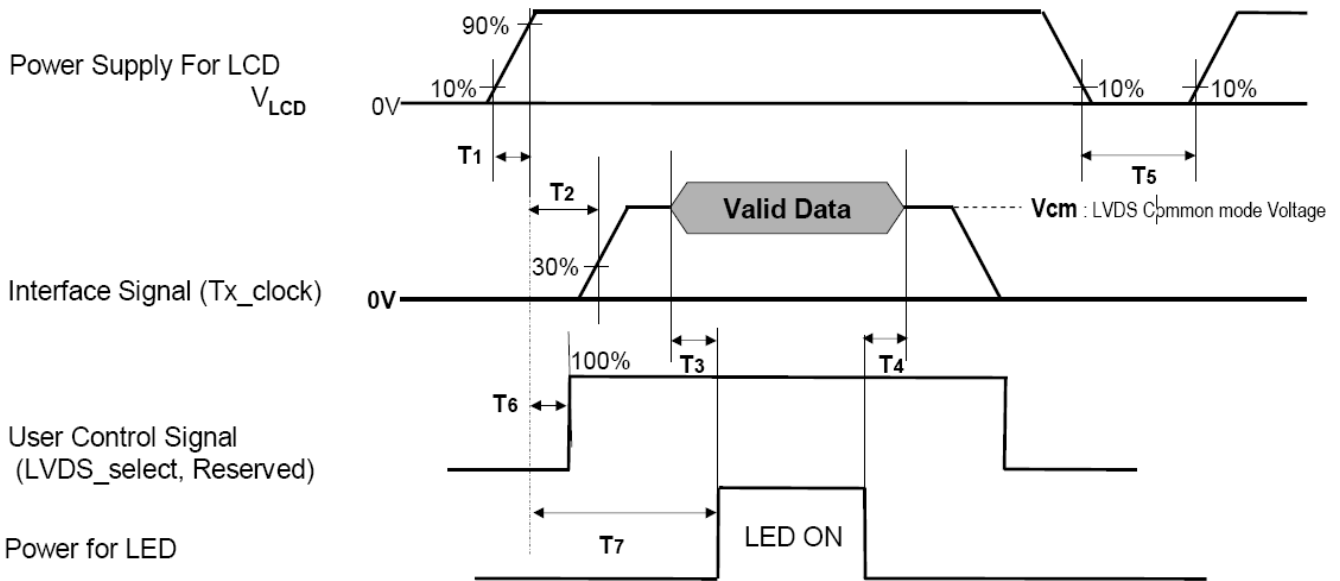 90%
Power Supply For LCD
VLCD
10%
10%
10%
0V
T1
T5
T2
Valid Data
Vcm : LVDS Common mode Voltage
30%
Interface Signal (Tx_clock)
0V
T3
T4
100%
T6
User Control Signal
(LVDS_select, Reserved)
T7
LED ON
Power for LED